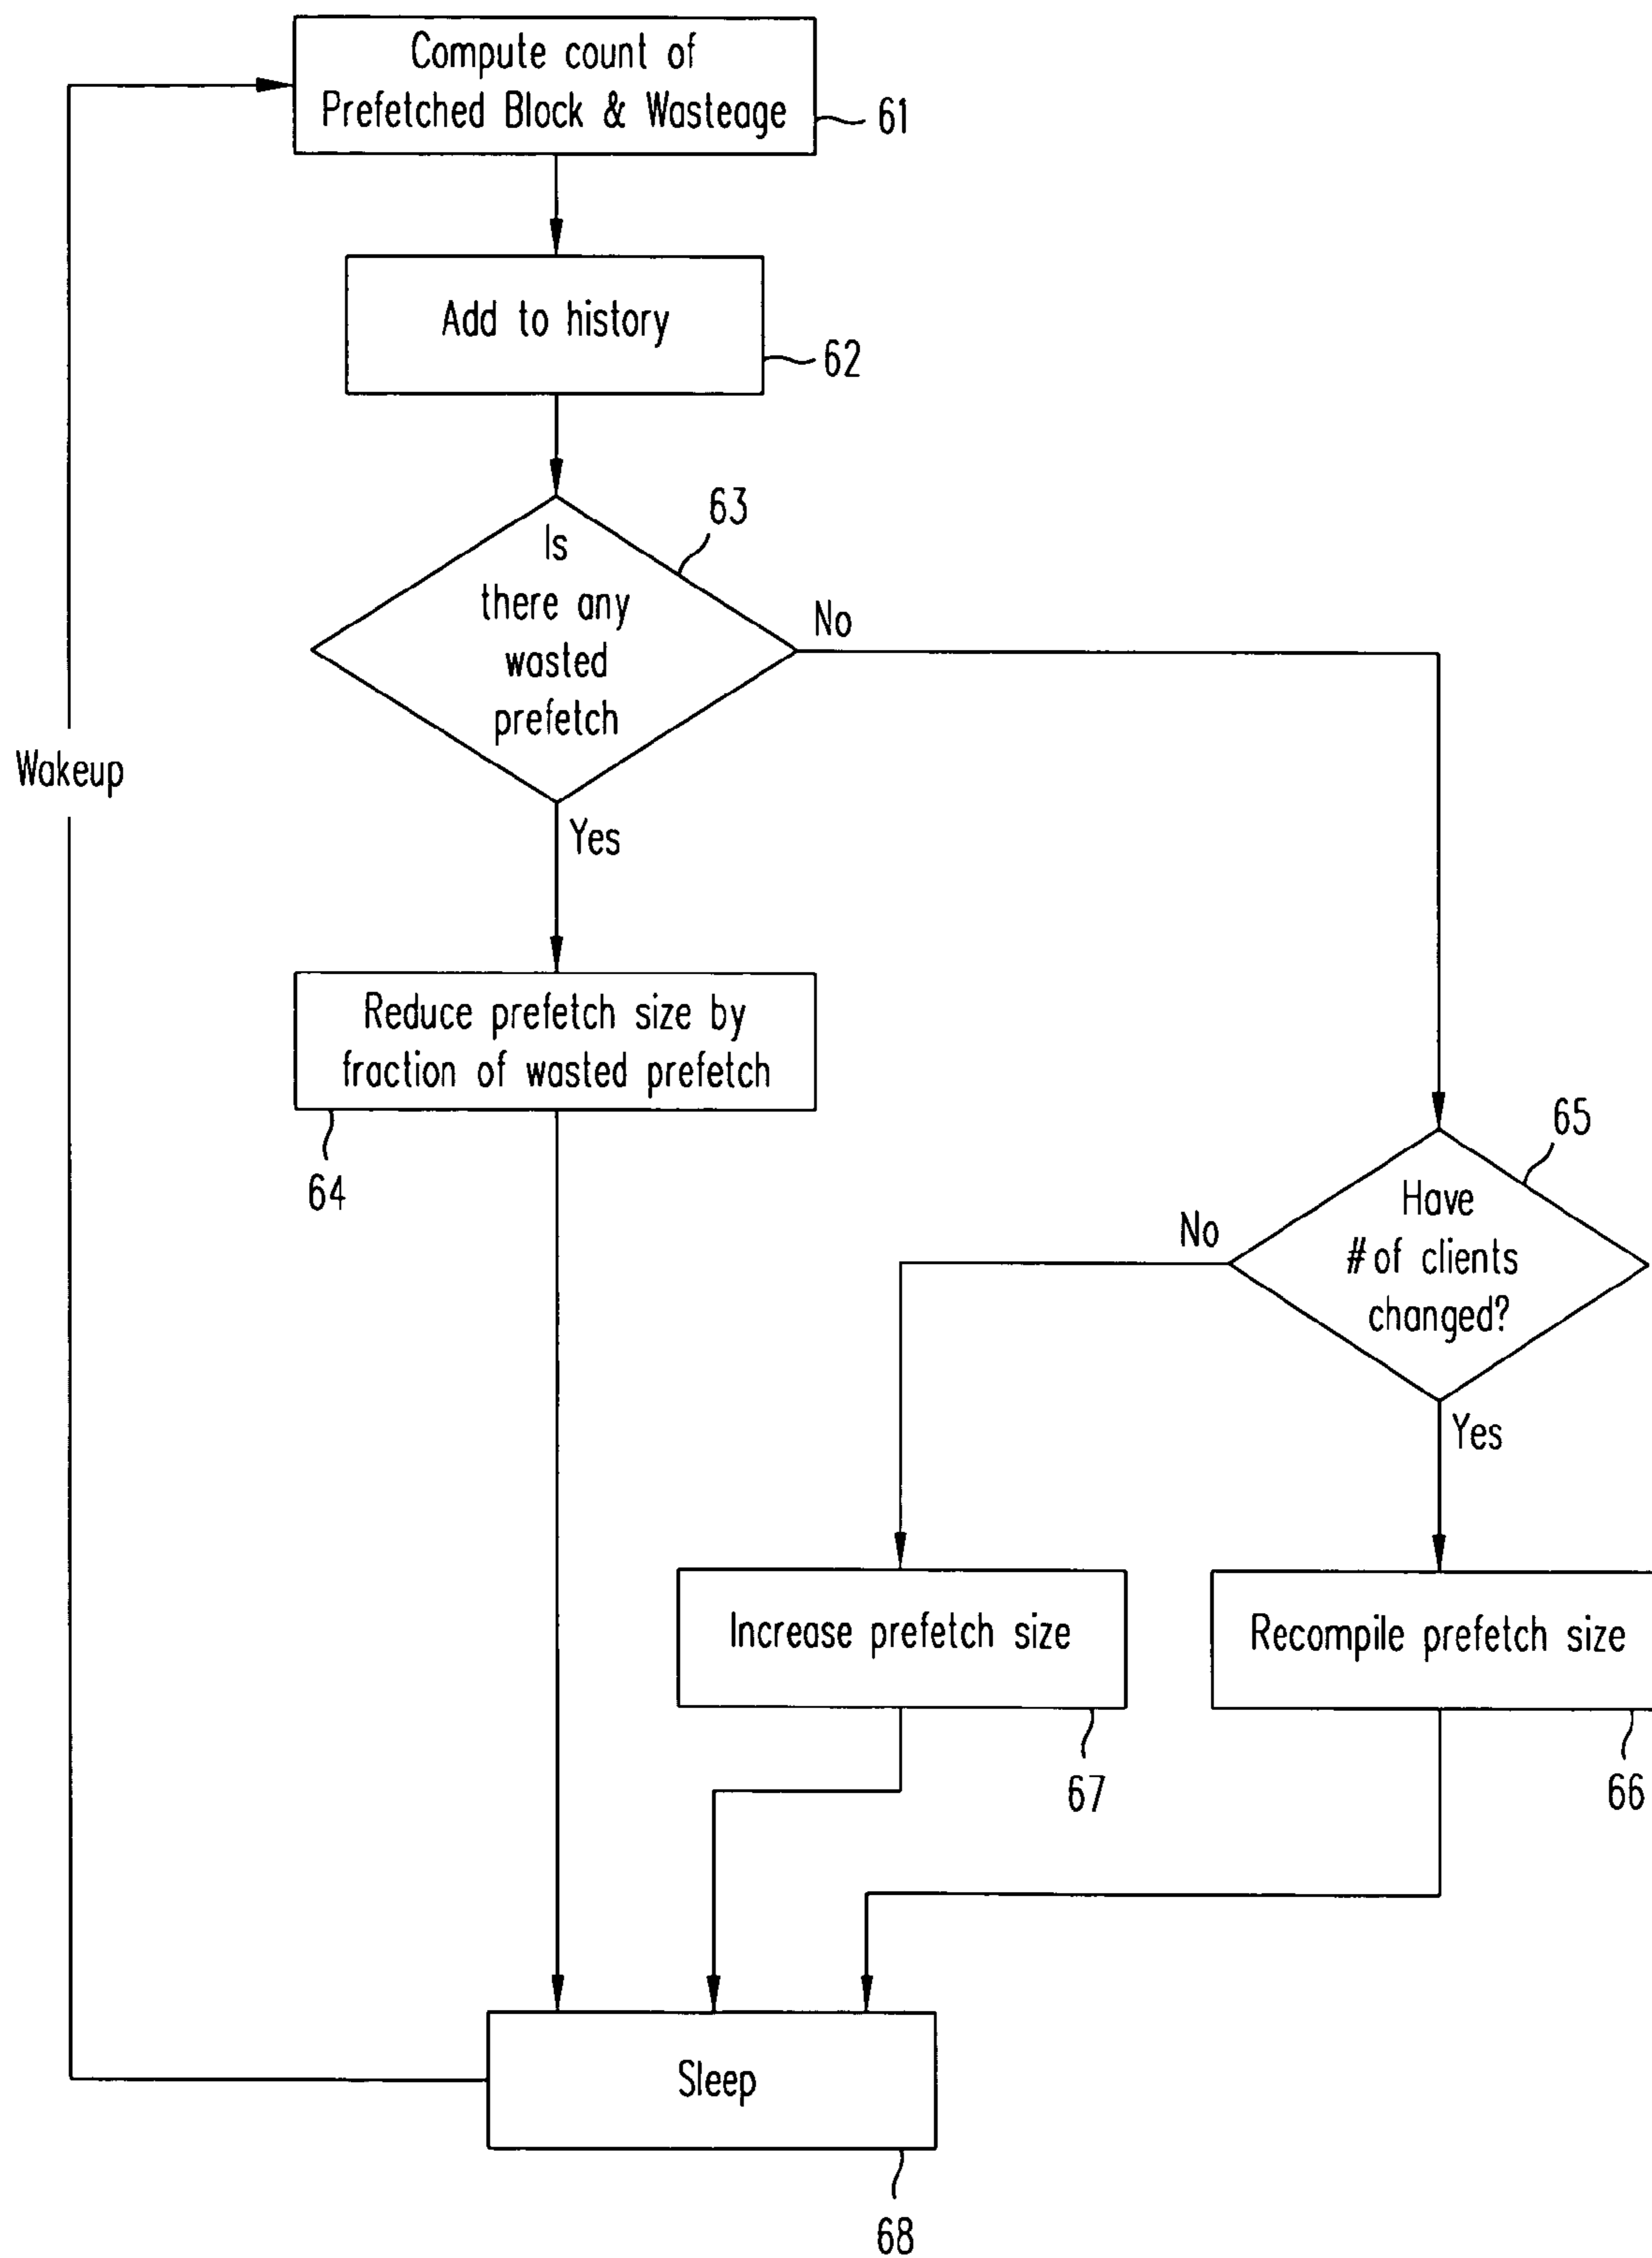 Compute count of
Prefetched Block & Wasteage
61
Add to history
62
63
Is
there any
wasted
prefetch
No
Wakeup
Yes
Reduce prefetch size by
fraction of wasted prefetch
64
65
Have
# of clients
changed?
No
Yes
Increase prefetch size
67
Recompile prefetch size
66
Sleep
68